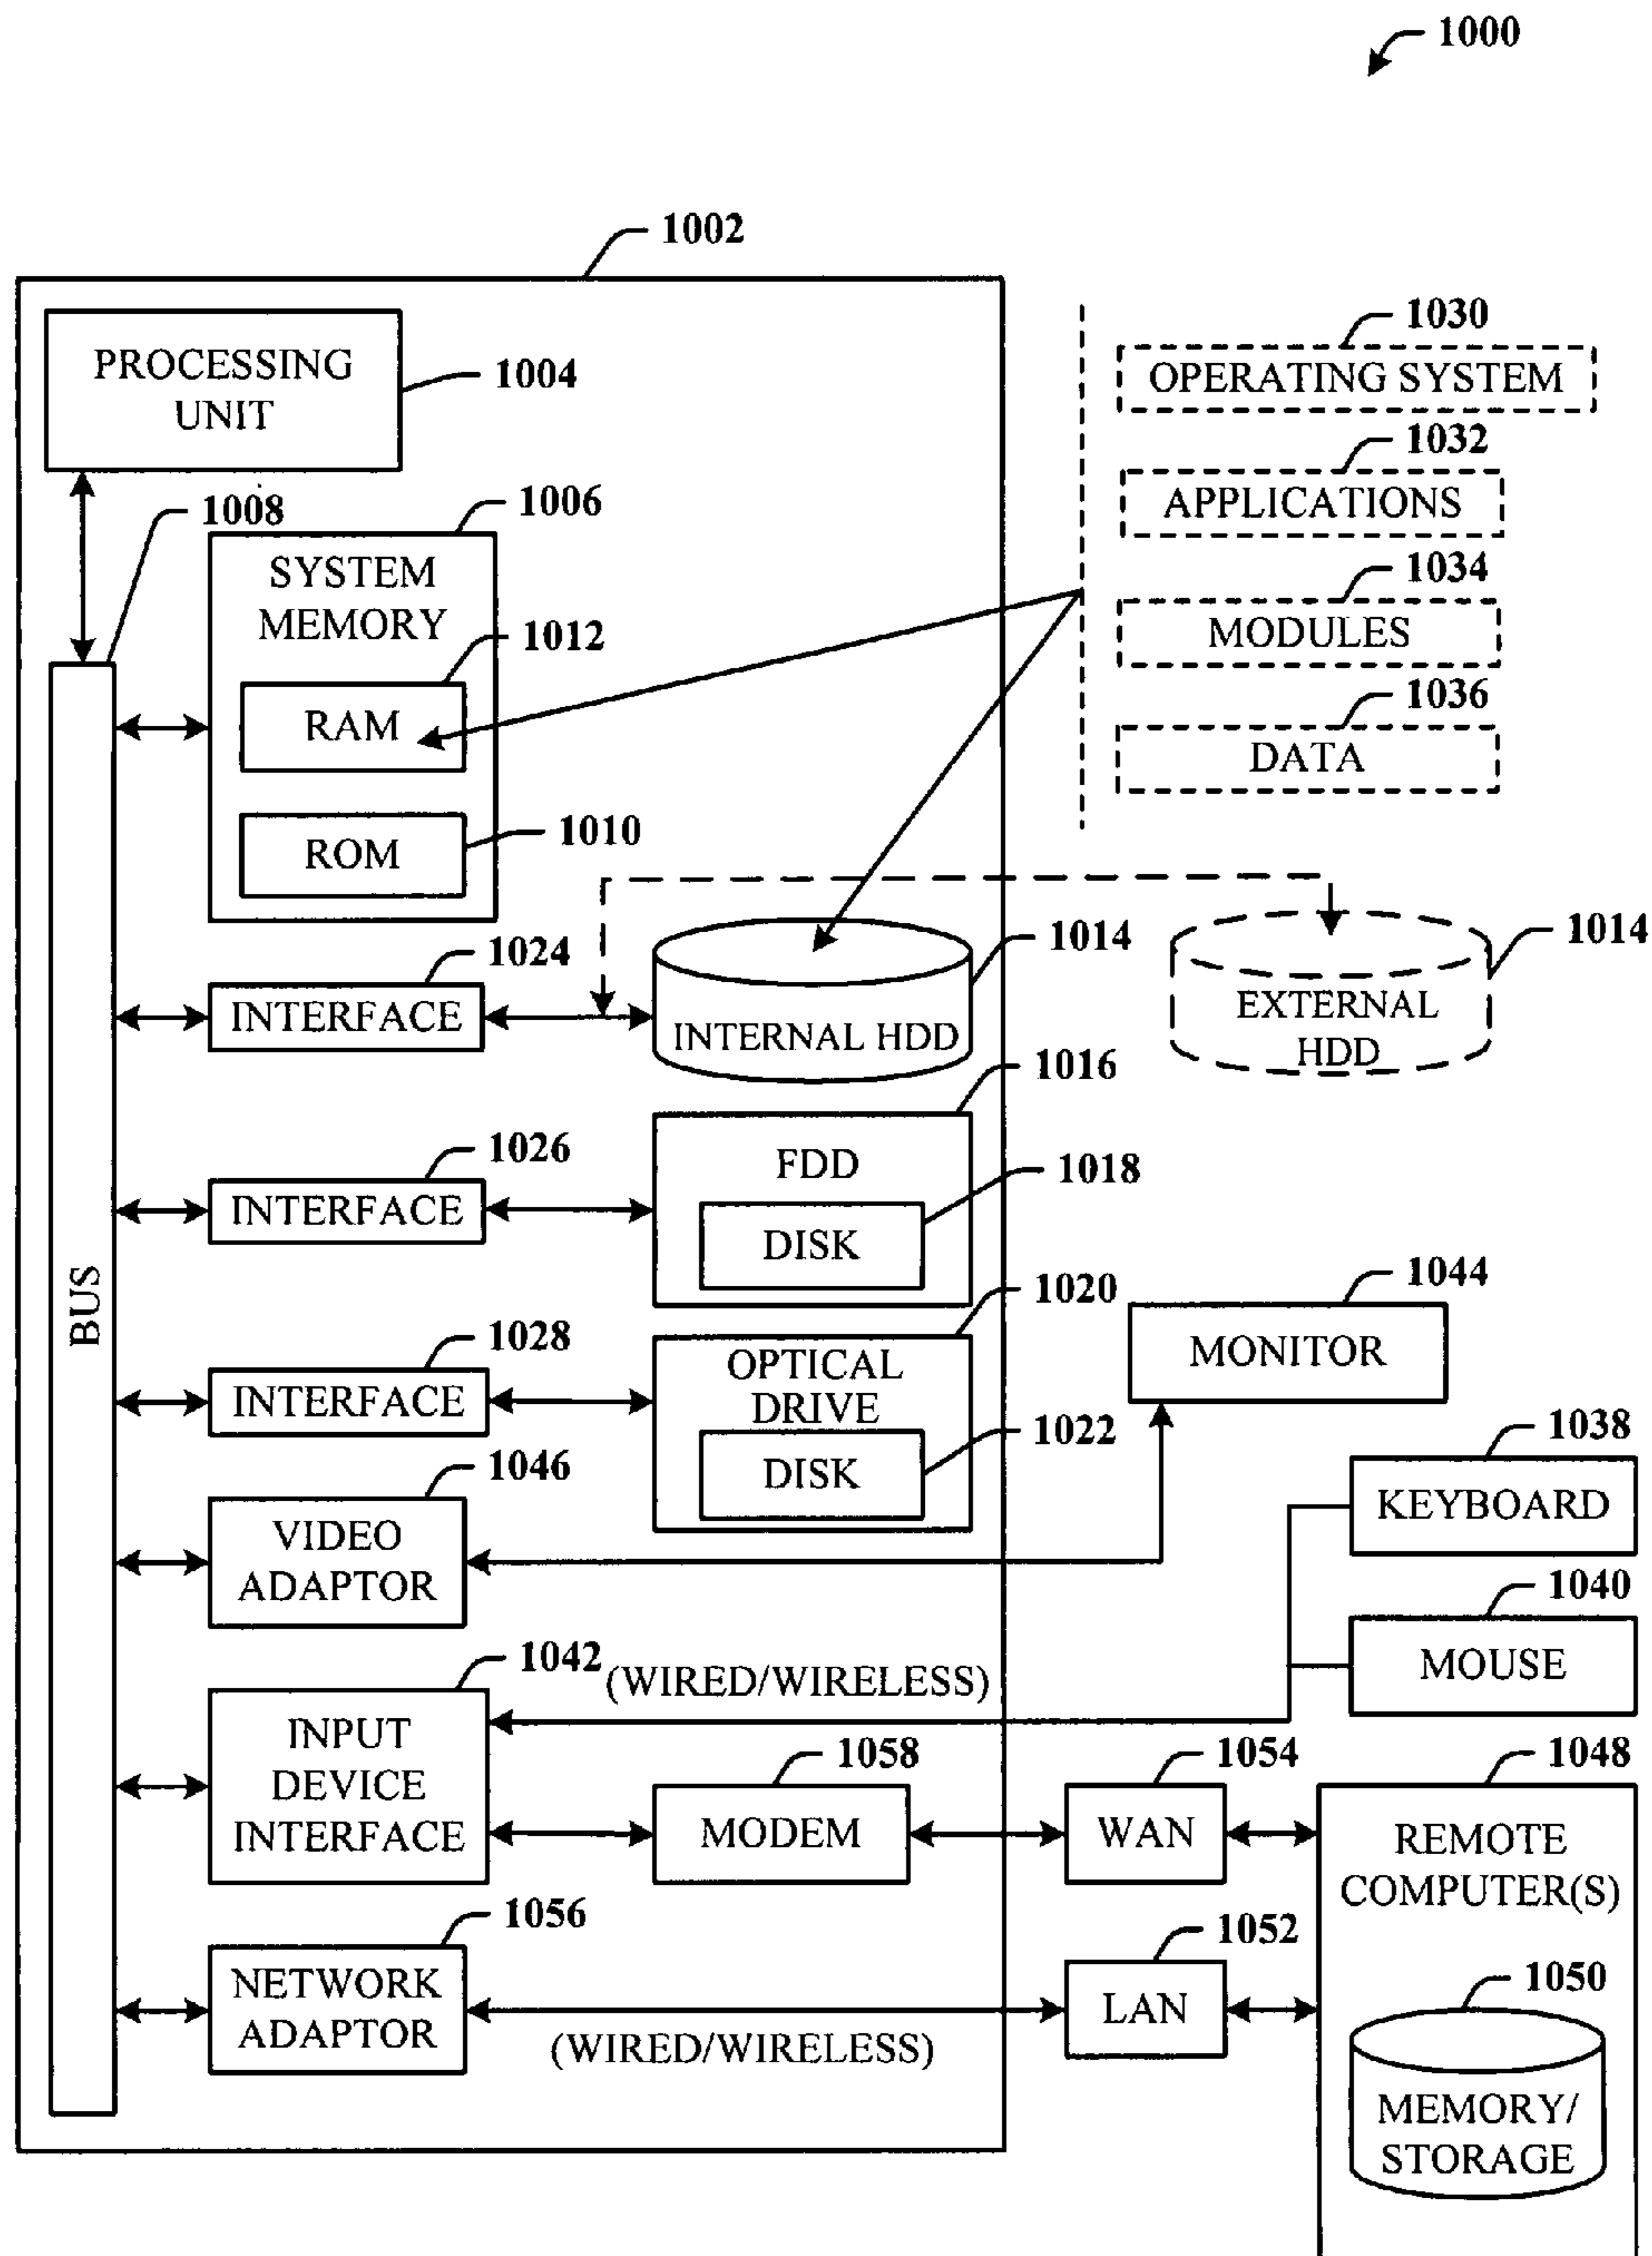 1000
1002
PROCESSING
UNIT
1004
1030
OPERATING SYSTEM
1032
APPLICATIONS
1034
MODULES
1036
DATA
1008
1006
SYSTEM
MEMORY
1012
RAM
1010
ROM
1024
INTERFACE
1014
INTERNAL HDD
1014
EXTERNAL
HDD
1026
INTERFACE
1016
FDD
1018
DISK
BUS
1028
INTERFACE
1020
OPTICAL
DRIVE
1022
DISK
1044
MONITOR
1046
VIDEO
ADAPTOR
1038
KEYBOARD
1040
MOUSE
1042
(WIRED/WIRELESS)
INPUT
DEVICE
INTERFACE
1058
MODEM
1054
WAN
1048
REMOTE
COMPUTER(S)
1056
NETWORK
ADAPTOR
(WIRED/WIRELESS)
1052
LAN
1050
MEMORY/
STORAGE